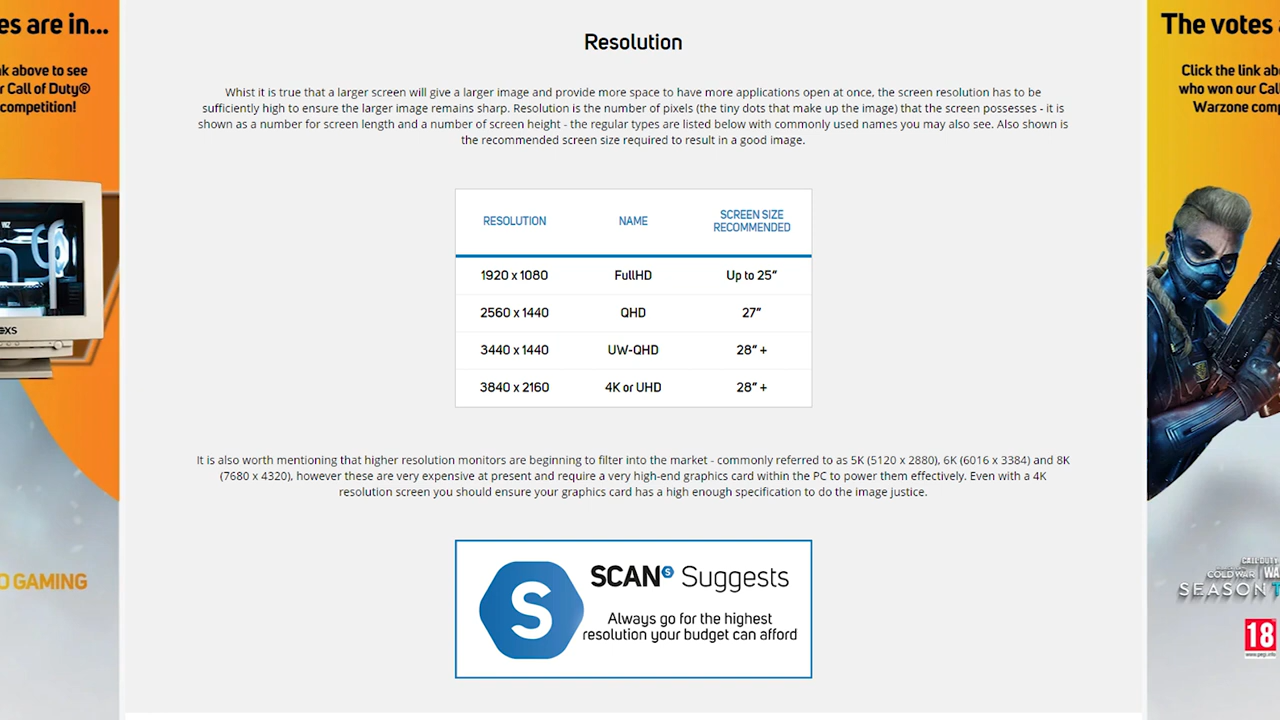 es are in...
nk above to see
r Call of Duty®
competition!
OXS
O GAMING
Resolution
Whist it is true that a larger screen will give a larger image and provide more space to have more applications open at once, the screen resolution has to be
sufficiently high to ensure the larger image remains sharp. Resolution is the number of pixels (the tiny dots that make up the image) that the screen possesses - it is
shown as a number for screen length and a number of screen height - the regular types are listed below with commonly used names you may also see. Also shown is
the recommended screen size required to result in a good image.
RESOLUTION NAME SCREEN SIZE
RECOMMENDED
1920 x 1080 FullHD Up to 25”
2560 x 1440 QHD 27”
3440 x 1440 UW-QHD 28” +
3840 x 2160 4K or UHD 28” +
It is also worth mentioning that higher resolution monitors are beginning to filter into the market - commonly referred to as 5K (5120 x 2880), 6K (6016 x 3384) and 8K
(7680 x 4320), however these are very expensive at present and require a very high-end graphics card within the PC to power them effectively. Even with a 4K
resolution screen you should ensure your graphics card has a high enough specification to do the image justice.
S
SCAN S Suggests
Always go for the highest
resolution your budget can afford
The votes a
Click the link abo
who won our Call
Warzone comp
CALL OF DUTY
COLD WAR WA
SEASON T
18
www.pegi.info